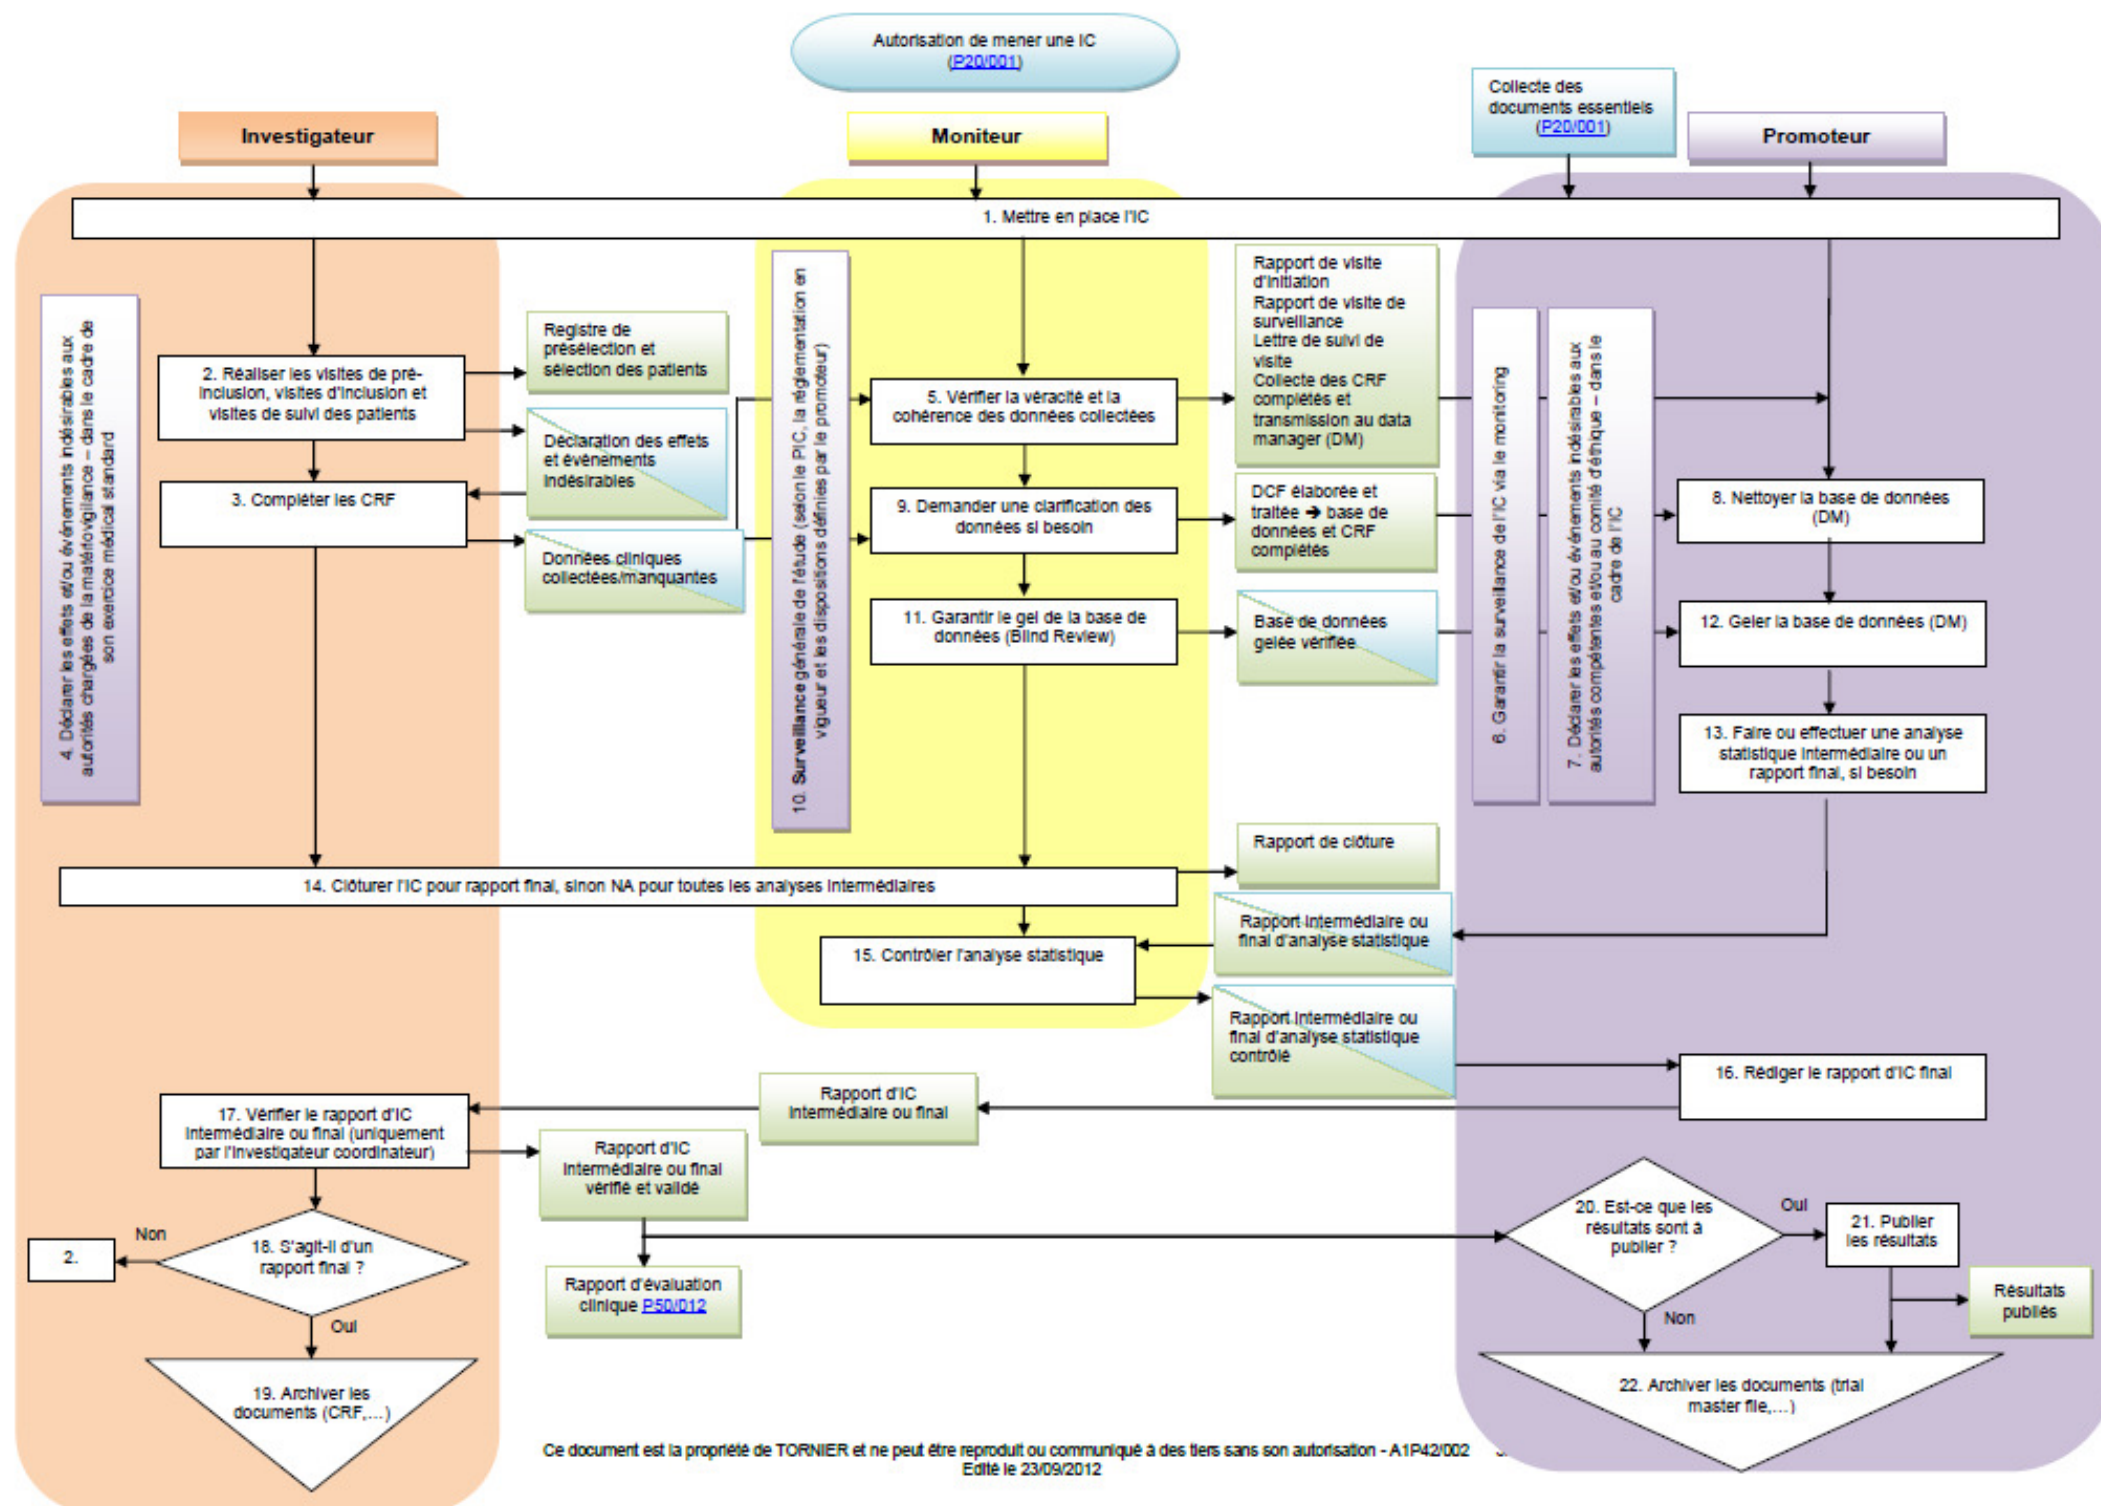 Autorisation de mener une IC
(P20/001)
Collecte des
documents essentiels
(P20/001)
Investigateur
Moniteur
Promoteur
1. Mettre en place l'IC
4. Déclarer les effets et/ou événements indésirables aux
autorités chargées de la matériovigilance – dans le cadre de
son exercice médical standard
2. Réaliser les visites de pré-
inclusion, visites d'inclusion et
visites de suivi des patients
3. Compléter les CRF
Registre de
présélection et
sélection des patients
Déclaration des effets
et évènements
indésirables
Données cliniques
collectées/manquantes
10. Surveillance générale de l'étude (selon le PIC, la réglementation en
vigueur et les dispositions définies par le promoteur)
5. Vérifier la véracité et la
cohérence des données collectées
9. Demander une clarification des
données si besoin
11. Garantir le gel de la base de
données (Blind Review)
Rapport de visite
d'initiation
Rapport de visite de
surveillance
Lettre de suivi de
visite
Collecte des CRF
complétés et
transmission au data
manager (DM)
DCF élaborée et
traitée ➔ base de
données et CRF
complétés
Base de données
gelée vérifiée
6. Garantir la surveillance de l'IC via le monitoring
7. Déclarer les effets et/ou événements indésirables aux
autorités compétentes et/ou au comité d'éthique – dans le
cadre de l'IC
8. Nettoyer la base de données
(DM)
12. Geler la base de données (DM)
13. Faire ou effectuer une analyse
statistique intermédiaire ou un
rapport final, si besoin
14. Clôturer l'IC pour rapport final, sinon NA pour toutes les analyses intermédiaires
Rapport de clôture
15. Contrôler l'analyse statistique
Rapport intermédiaire ou
final d'analyse statistique
Rapport intermédiaire ou
final d'analyse statistique
contrôlé
16. Rédiger le rapport d'IC final
Rapport d'IC
intermédiaire ou final
17. Vérifier le rapport d'IC
intermédiaire ou final (uniquement
par l'investigateur coordinateur)
Rapport d'IC
intermédiaire ou final
vérifié et validé
Rapport d'évaluation
clinique P50/012
18. S'agit-il d'un
rapport final ?
Non
2.
Oui
19. Archiver les
documents (CRF,...)
20. Est-ce que les
résultats sont à
publier ?
Oui
21. Publier
les résultats
Résultats
publiés
Non
22. Archiver les documents (trial
master file,...)
Ce document est la propriété de TORNIER et ne peut être reproduit ou communiqué à des tiers sans son autorisation - A1P42/002
Edité le 23/09/2012